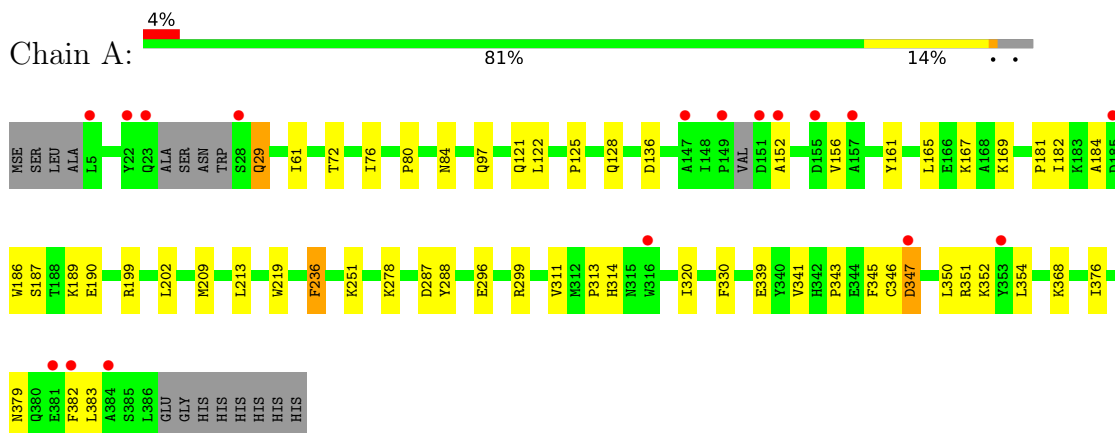 4%
Chain A:
81%
14%
• •
MSE SER LEU ALA L5 Y22 Q23 ALA SER ASN TRP S28 Q29 I61 T72 I76 P80 N84 Q97 Q121 L122 P125 Q128 D136 A147 I148 P149 VAL D151 A152 D155 V156 A157 Y161 L165 E166 K167 A168 K169 P181 I182 K183 A184 D185
W186 S187 T188 K189 E190 R199 L202 M209 L213 W219 F236 K251 K278 D287 Y288 E296 R299 V311 M312 P313 H314 N315 W316 I320 F330 E339 Y340 V341 H342 P343 E344 F345 C346 D347 L350 R351 K352 Y353 L354 K368 I376
N379 Q380 E381 F382 L383 A384 S385 L386 GLU GLY HIS HIS HIS HIS HIS HIS